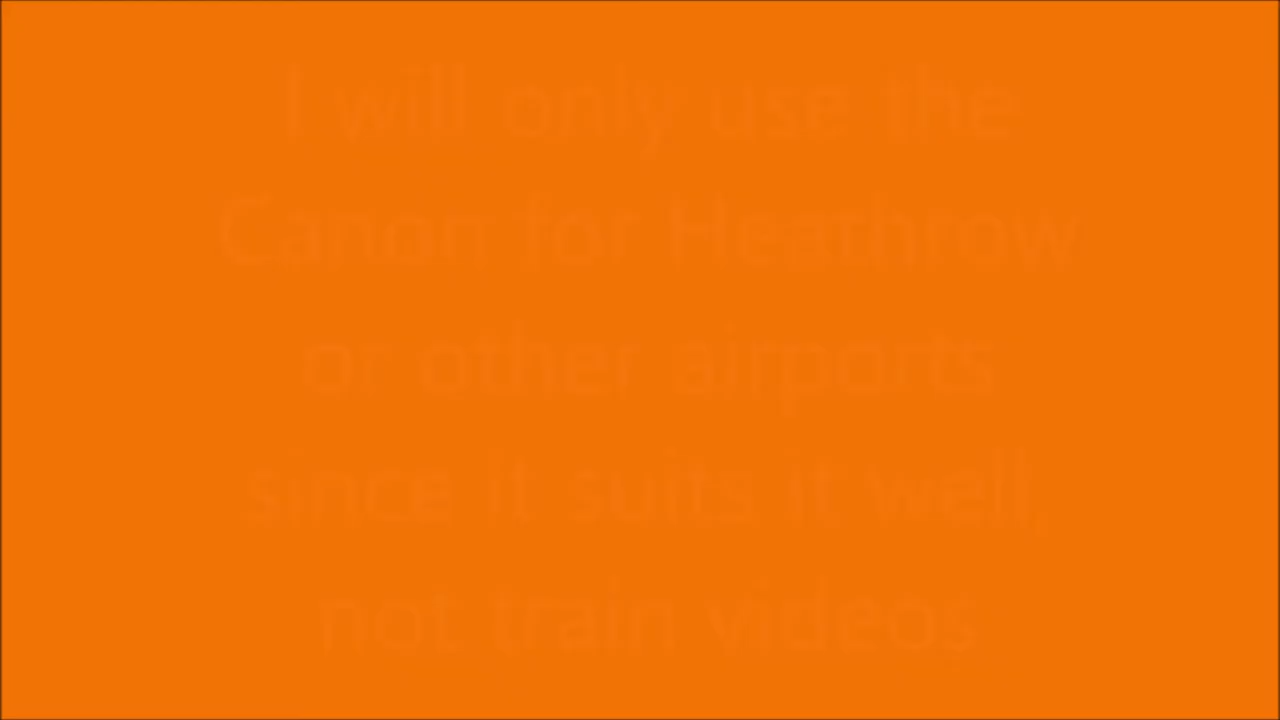 I will only use the
Canon for Heathrow
or other airports
since it suits it well,
not train videos